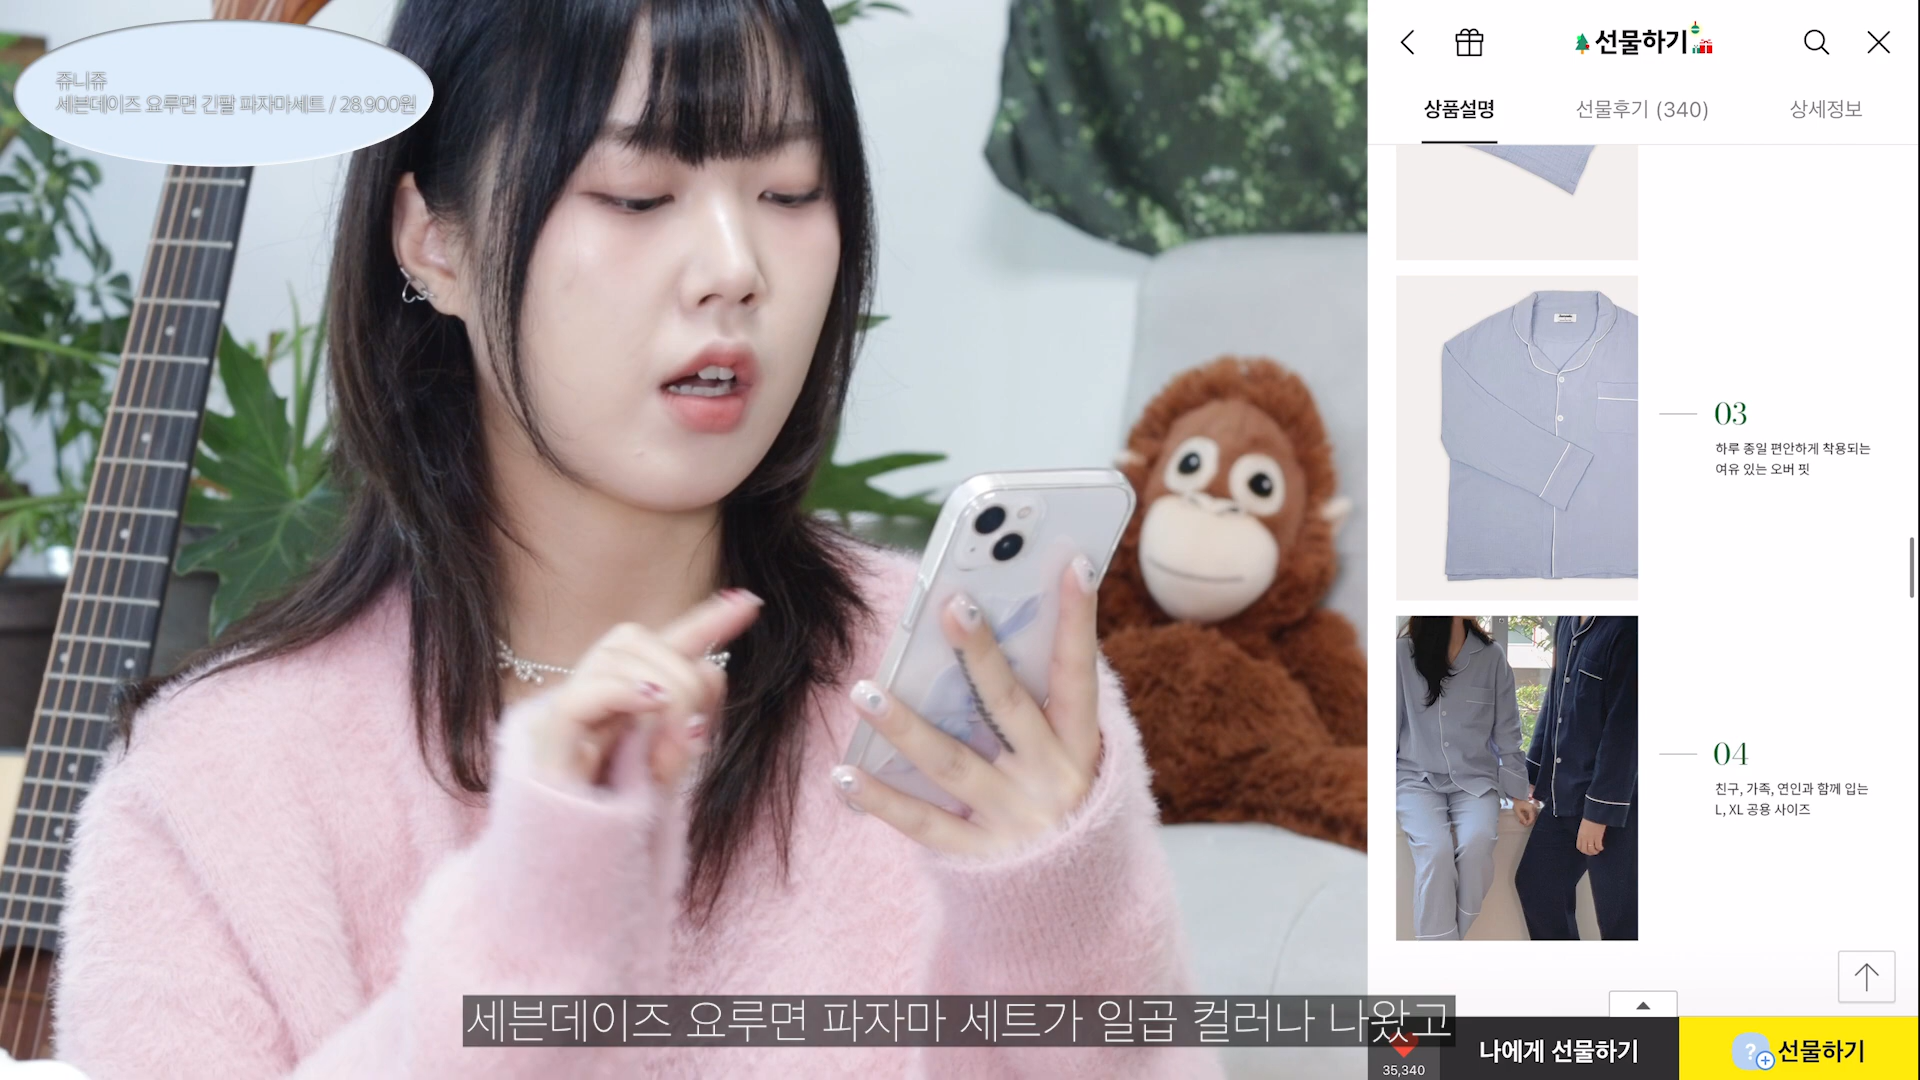 쥬니쥬
세븐데이즈 요루면 긴팔 파자마세트 / 28,900원
선물하기
상품설명
선물후기 (340)
상세정보
03
하루 종일 편안하게 착용되는
여유 있는 오버 핏
04
친구, 가족, 연인과 함께 입는
L, XL 공용 사이즈
세븐데이즈 요루면 파자마 세트가 일곱 컬러나 나왔고
35,340
나에게 선물하기
?
선물하기